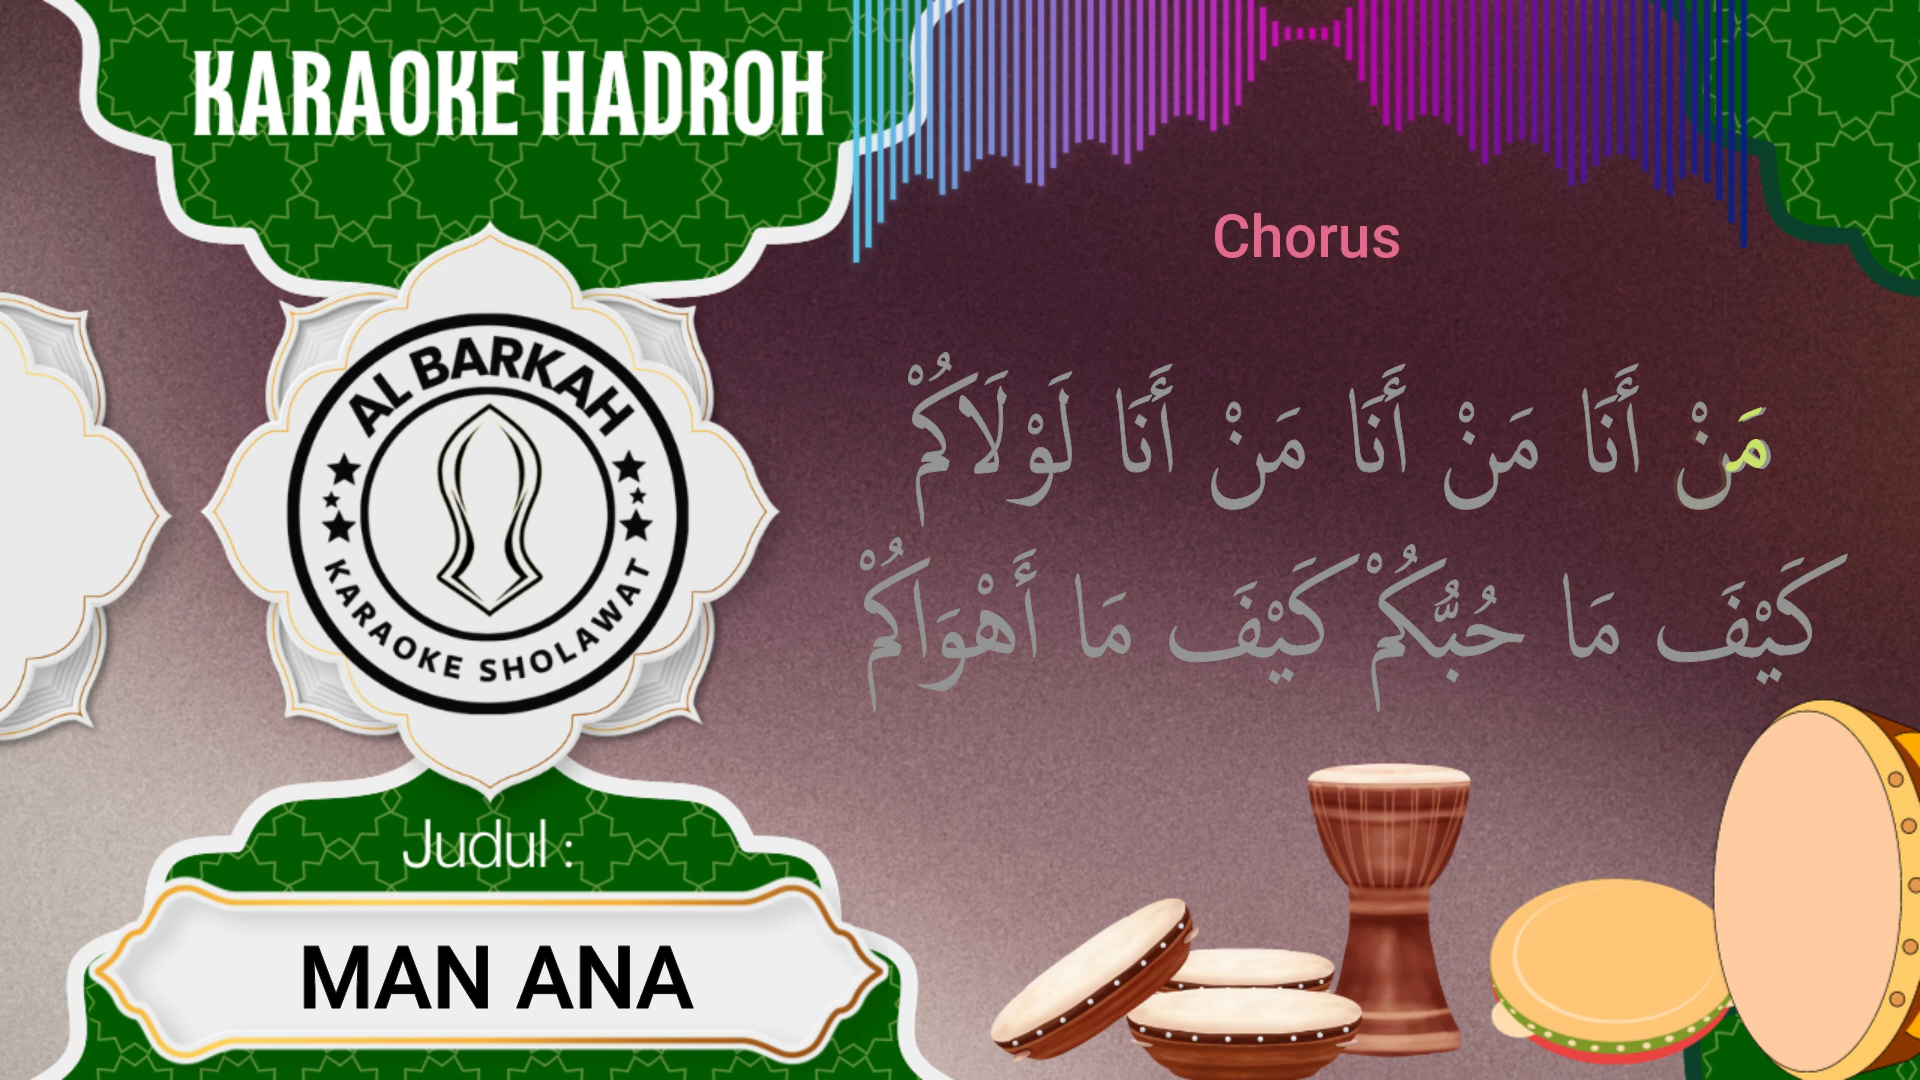 KARAOKE HADROH
AL BARKAH
KARAOKE SHOLAWAT
Judul :
MAN ANA
Chorus
مَنْ أَنَا مَنْ أَنَا مَنْ أَنَا لَوْلَاكُمْ
كَيْفَ مَا حُبُّكُمْ كَيْفَ مَا أَهْوَاكُمْ